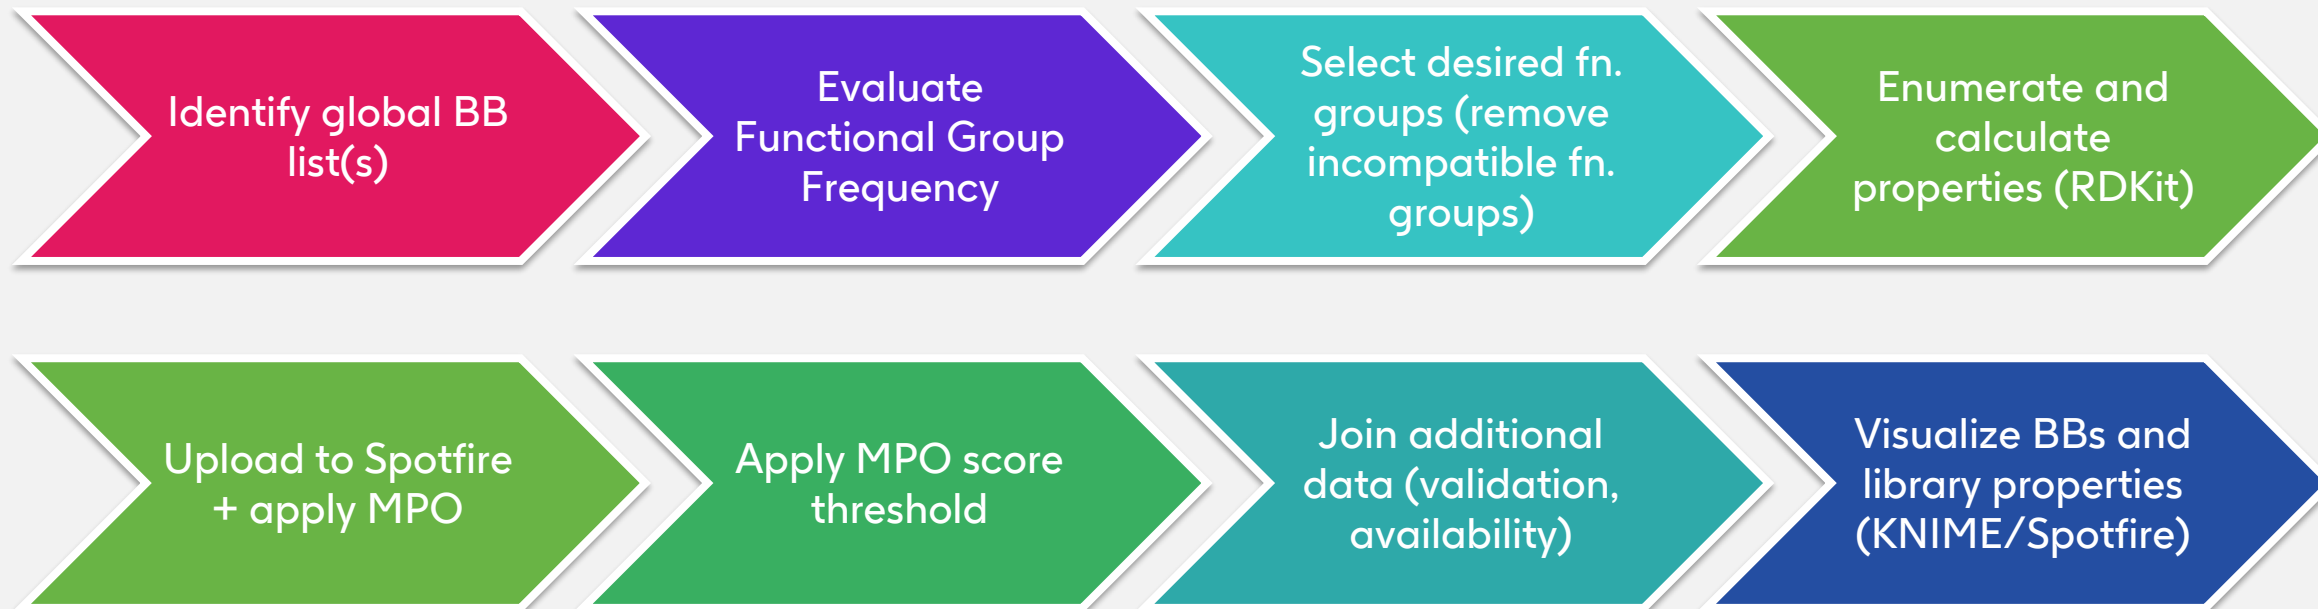 Identify global BB
list(s)
Evaluate
Functional Group
Frequency
Select desired fn.
groups (remove
incompatible fn.
groups)
Enumerate and
calculate
properties (RDKit)
Upload to Spotfire
+ apply MPO
Apply MPO score
threshold
Join additional
data (validation,
availability)
Visualize BBs and
library properties
(KNIME/Spotfire)